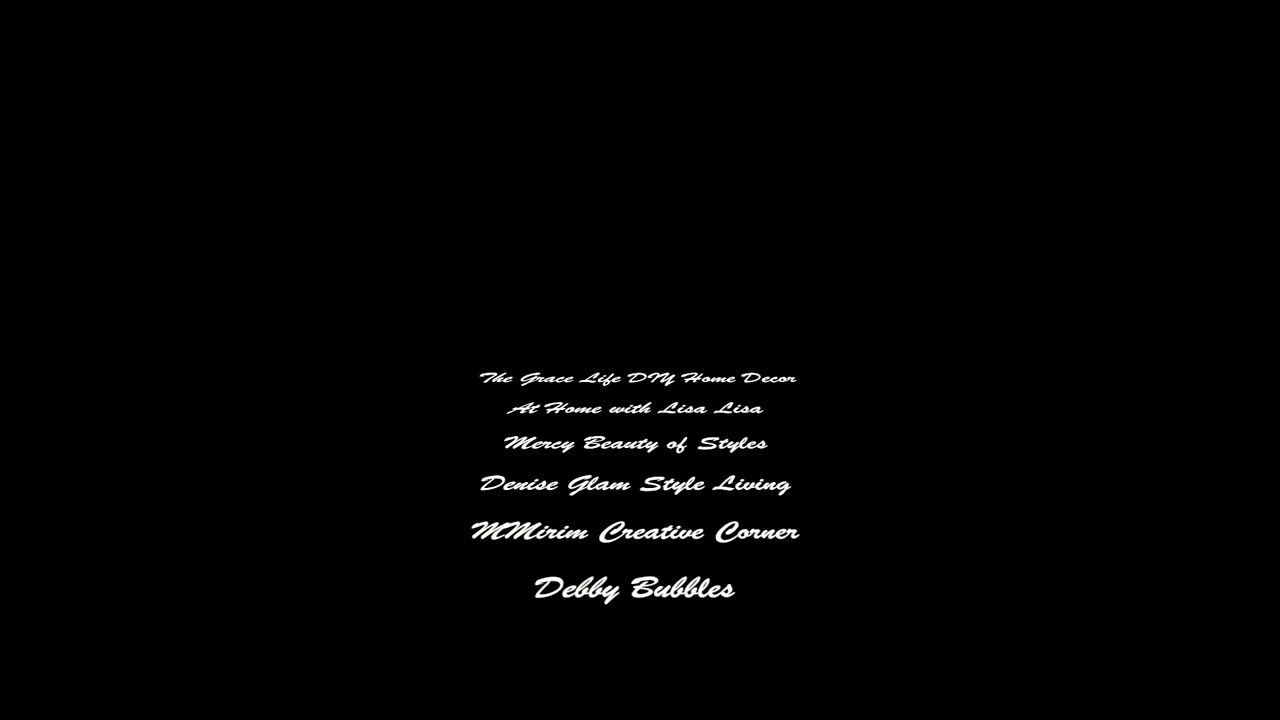 The Grace Life DIY Home Decor
At Home with Lisa Lisa
Mercy Beauty of Styles
Denise Glam Style Living
MMirim Creative Corner
Debby Bubbles